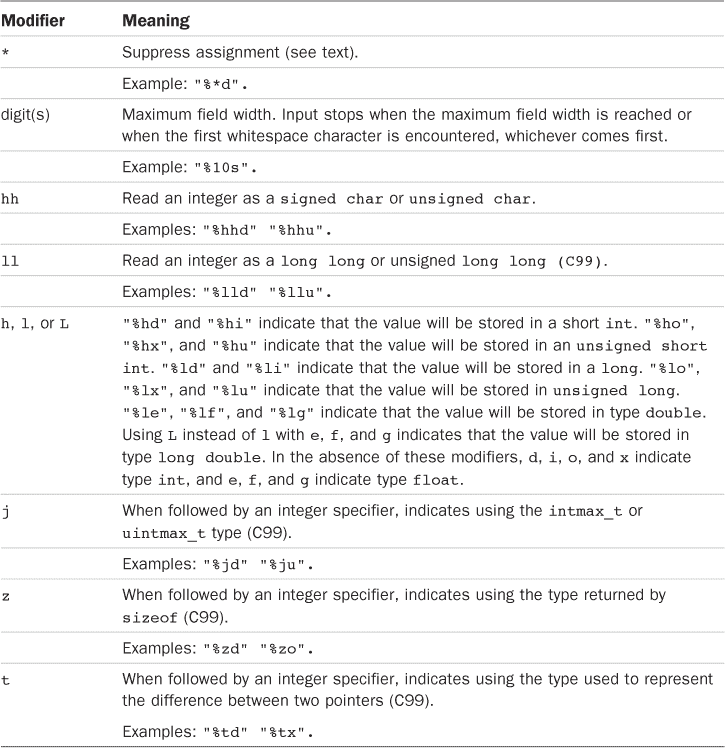 Modifier Meaning
* Suppress assignment (see text).
Example: "%*d".
digit(s) Maximum field width. Input stops when the maximum field width is reached or
when the first whitespace character is encountered, whichever comes first.
Example: "%10s".
hh Read an integer as a signed char or unsigned char.
Examples: "%hhd" "%hhu".
ll Read an integer as a long long or unsigned long long (C99).
Examples: "%lld" "%llu".
h, l, or L "%hd" and "%hi" indicate that the value will be stored in a short int. "%ho",
"%hx", and "%hu" indicate that the value will be stored in an unsigned short
int. "%ld" and "%li" indicate that the value will be stored in a long. "%lo",
"%lx", and "%lu" indicate that the value will be stored in unsigned long.
"%le", "%lf", and "%lg" indicate that the value will be stored in type double.
Using L instead of l with e, f, and g indicates that the value will be stored in
type long double. In the absence of these modifiers, d, i, o, and x indicate
type int, and e, f, and g indicate type float.
j When followed by an integer specifier, indicates using the intmax_t or
uintmax_t type (C99).
Examples: "%jd" "%ju".
z When followed by an integer specifier, indicates using the type returned by
sizeof (C99).
Examples: "%zd" "%zo".
t When followed by an integer specifier, indicates using the type used to represent
the difference between two pointers (C99).
Examples: "%td" "%tx".